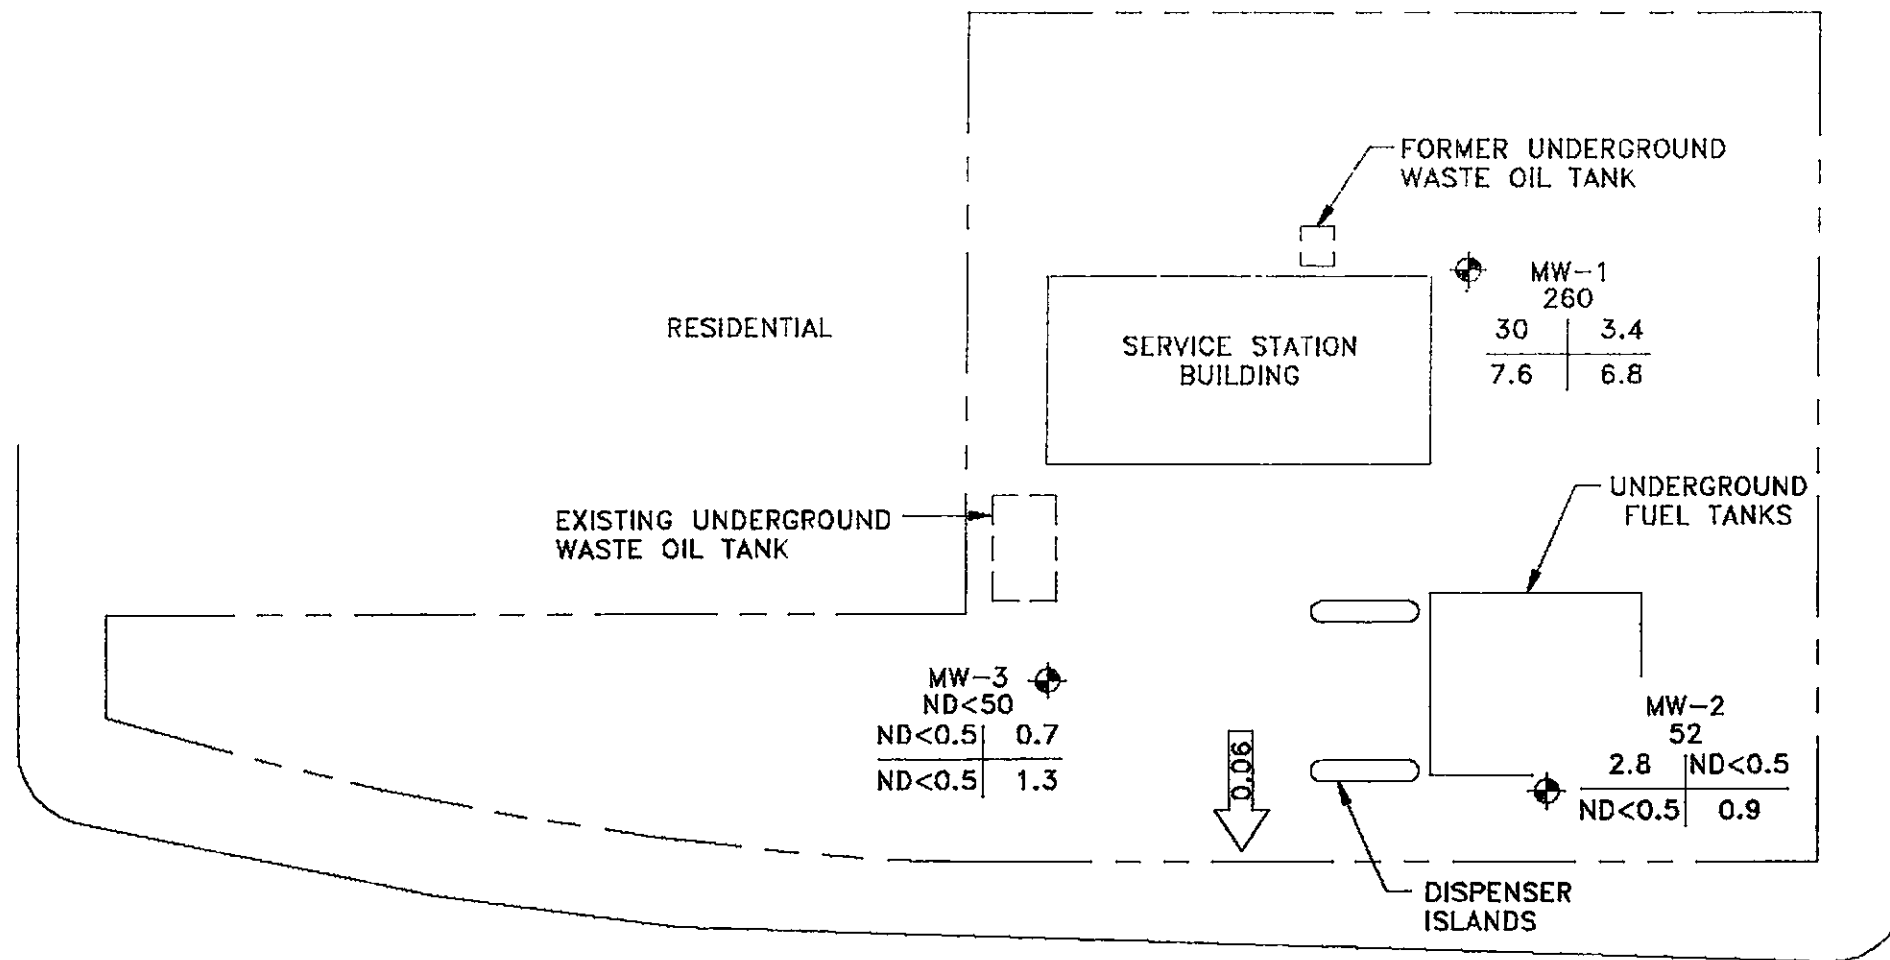 FORMER UNDERGROUND
WASTE OIL TANK
MW-1
260
30 3.4
7.6 6.8
RESIDENTIAL
SERVICE STATION
BUILDING
EXISTING UNDERGROUND
WASTE OIL TANK
UNDERGROUND
FUEL TANKS
MW-3
ND<50
ND<0.5 0.7
ND<0.5 1.3
0.06
MW-2
52
2.8 ND<0.5
ND<0.5 0.9
DISPENSER
ISLANDS